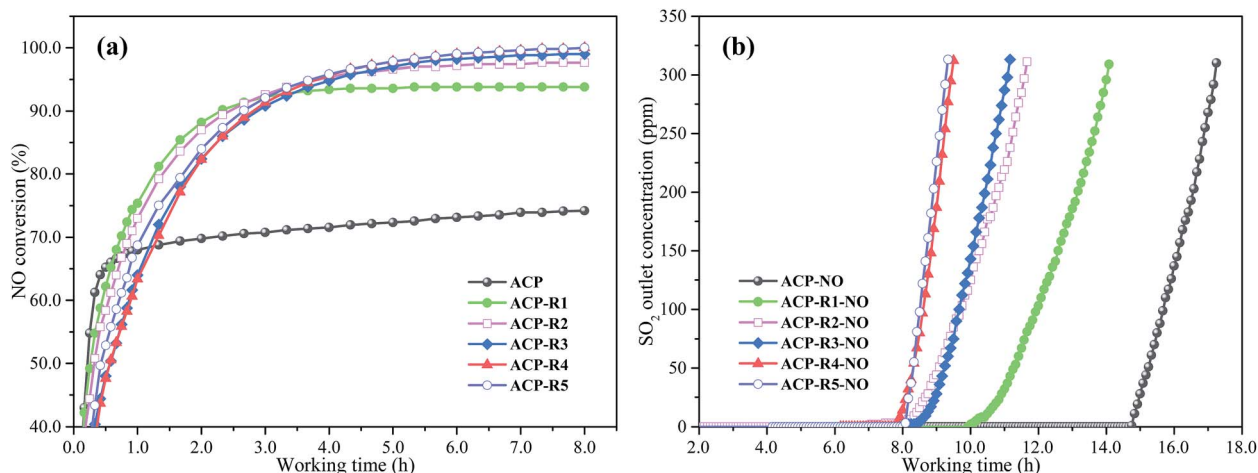 (a)
NO conversion (%)
100.0
90.0
80.0
70.0
60.0
50.0
40.0
ACP
ACP-R1
ACP-R2
ACP-R3
ACP-R4
ACP-R5
0.0 1.0 2.0 3.0 4.0 5.0 6.0 7.0 8.0
Working time (h)
(b)
SO₂ outlet concentration (ppm)
350
300
250
200
150
100
50
0
ACP-NO
ACP-R1-NO
ACP-R2-NO
ACP-R3-NO
ACP-R4-NO
ACP-R5-NO
2.0 4.0 6.0 8.0 10.0 12.0 14.0 16.0 18.0
Working time (h)